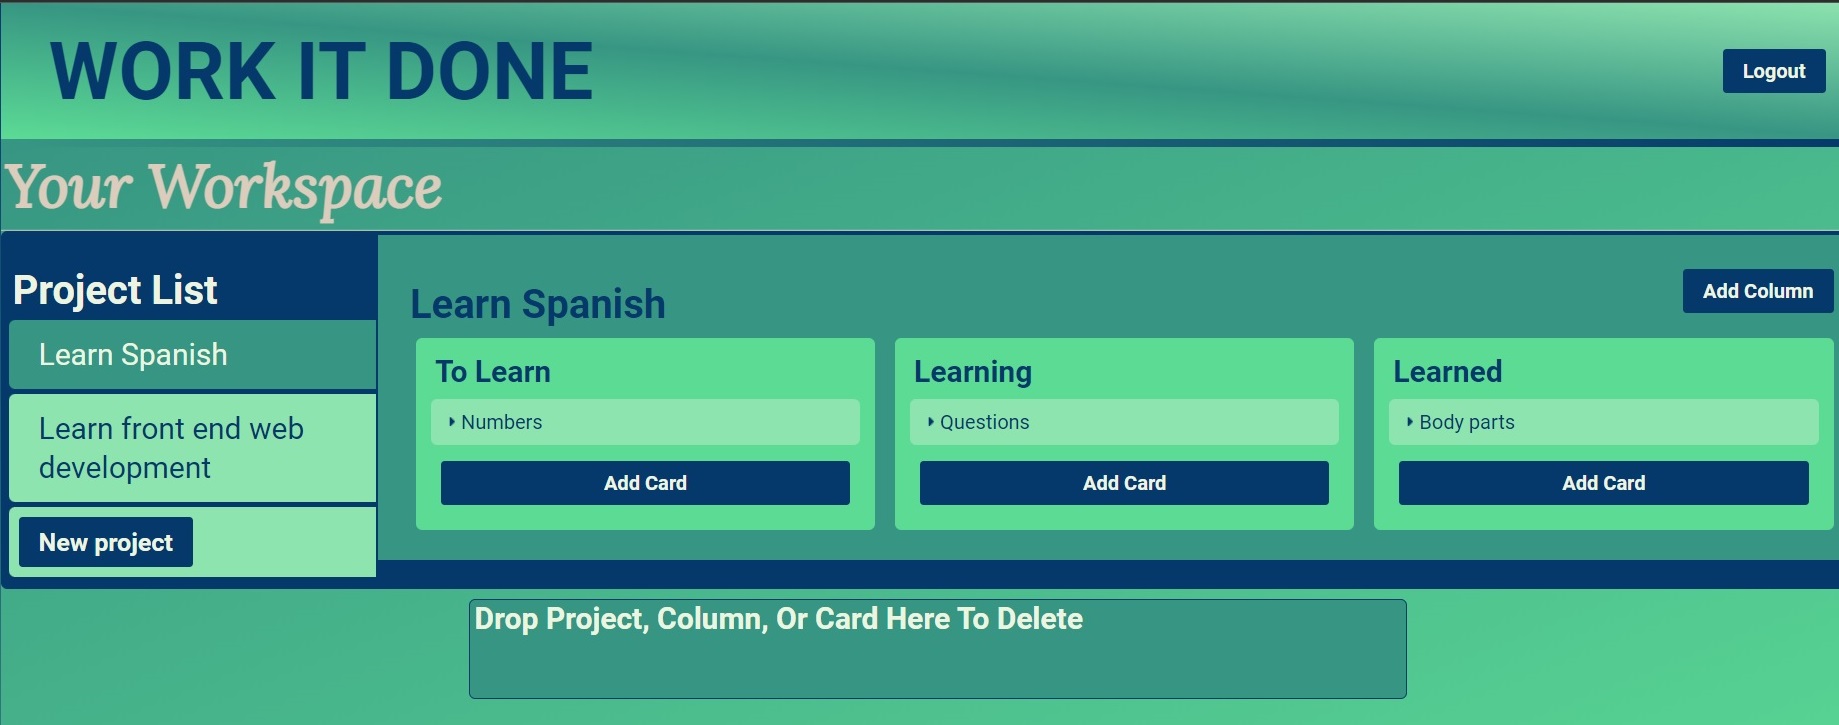 WORK IT DONE
Logout
Your Workspace
Project List
Learn Spanish
Learn front end web
development
New project
Learn Spanish
Add Column
To Learn
Numbers
Add Card
Learning
Questions
Add Card
Learned
Body parts
Add Card
Drop Project, Column, Or Card Here To Delete